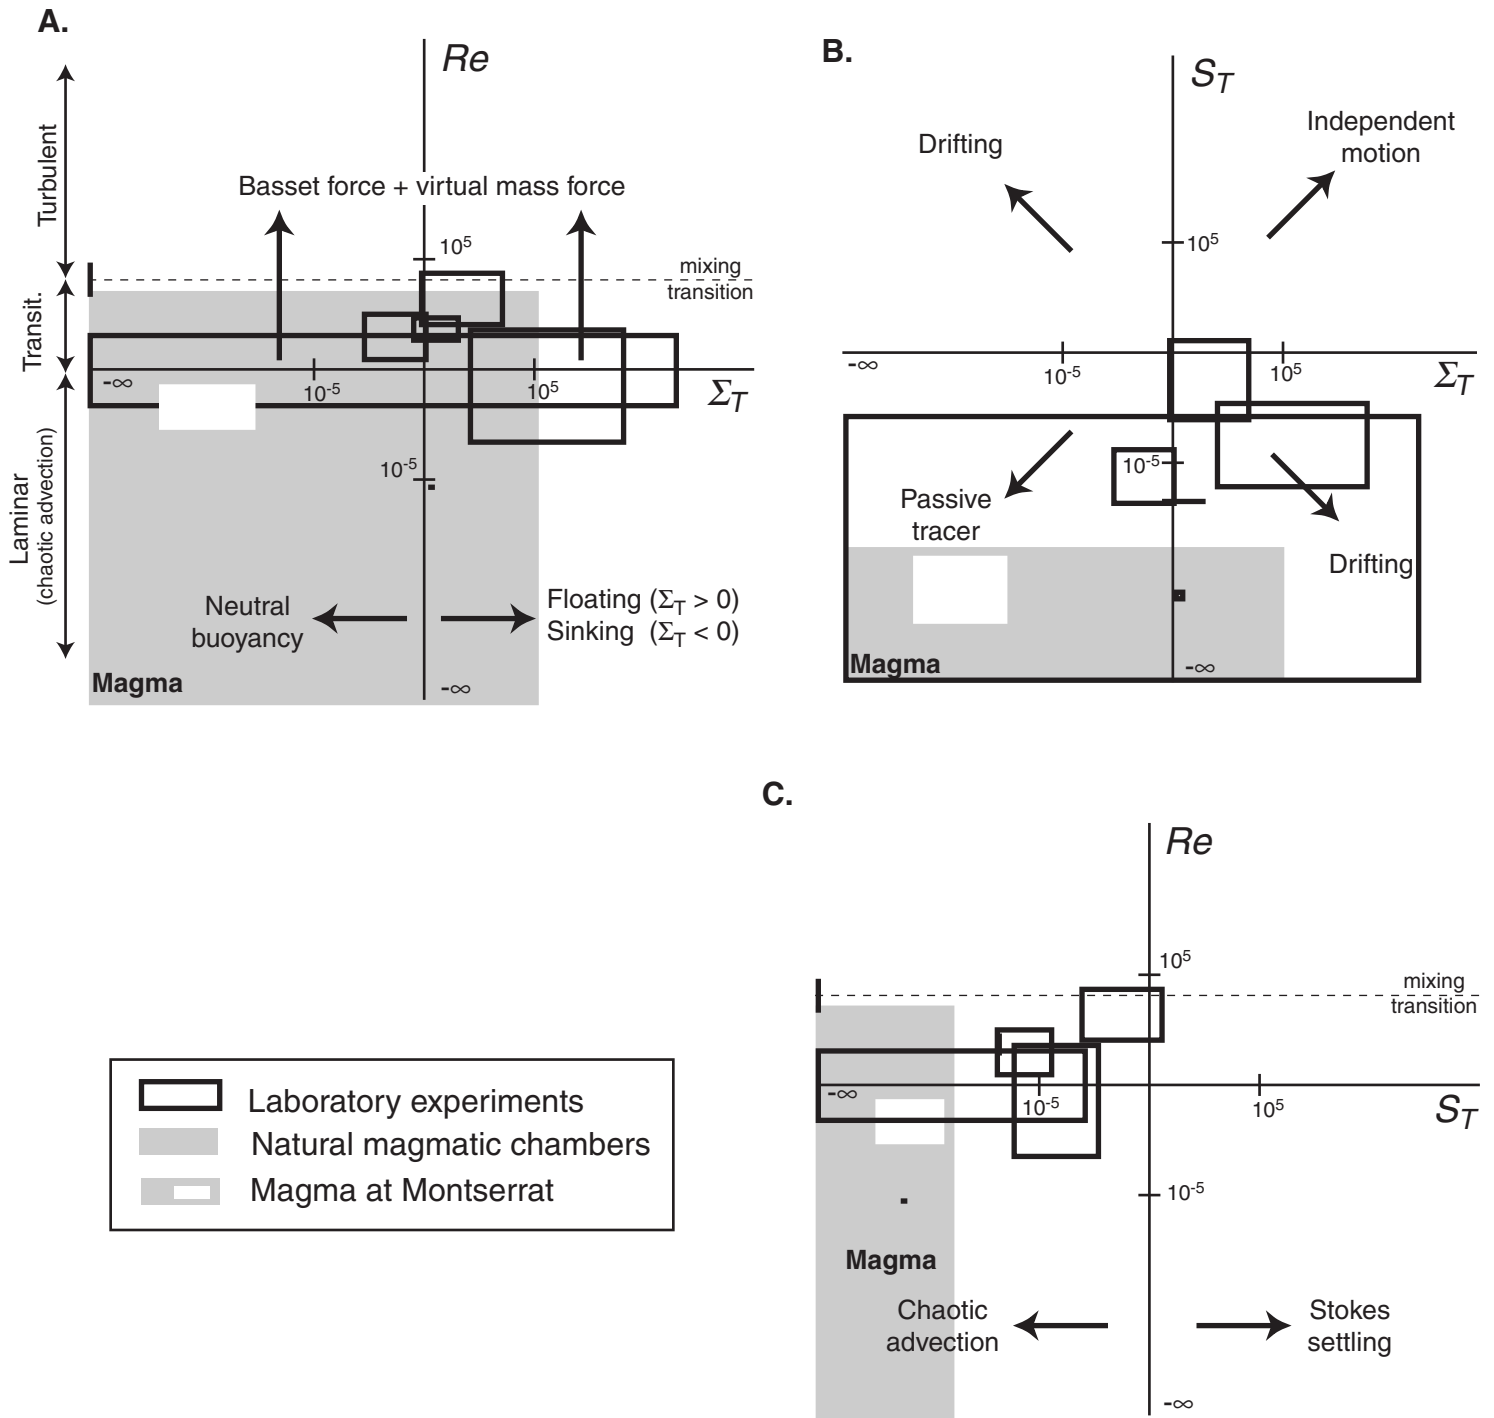 A.
Re
Turbulent
Basset force + virtual mass force
10^5
mixing
transition
Transit.
-∞
10^-5
10^5
Σ_T
10^-5
Laminar
(chaotic advection)
Neutral
buoyancy
Floating (Σ_T > 0)
Sinking (Σ_T < 0)
Magma
-∞
B.
S_T
Drifting
Independent
motion
10^5
-∞
10^-5
10^5
Σ_T
10^-5
Passive
tracer
Drifting
Magma
-∞
C.
Re
10^5
mixing
transition
-∞
10^-5
10^5
S_T
10^-5
Magma
Chaotic
advection
Stokes
settling
-∞
Laboratory experiments
Natural magmatic chambers
Magma at Montserrat